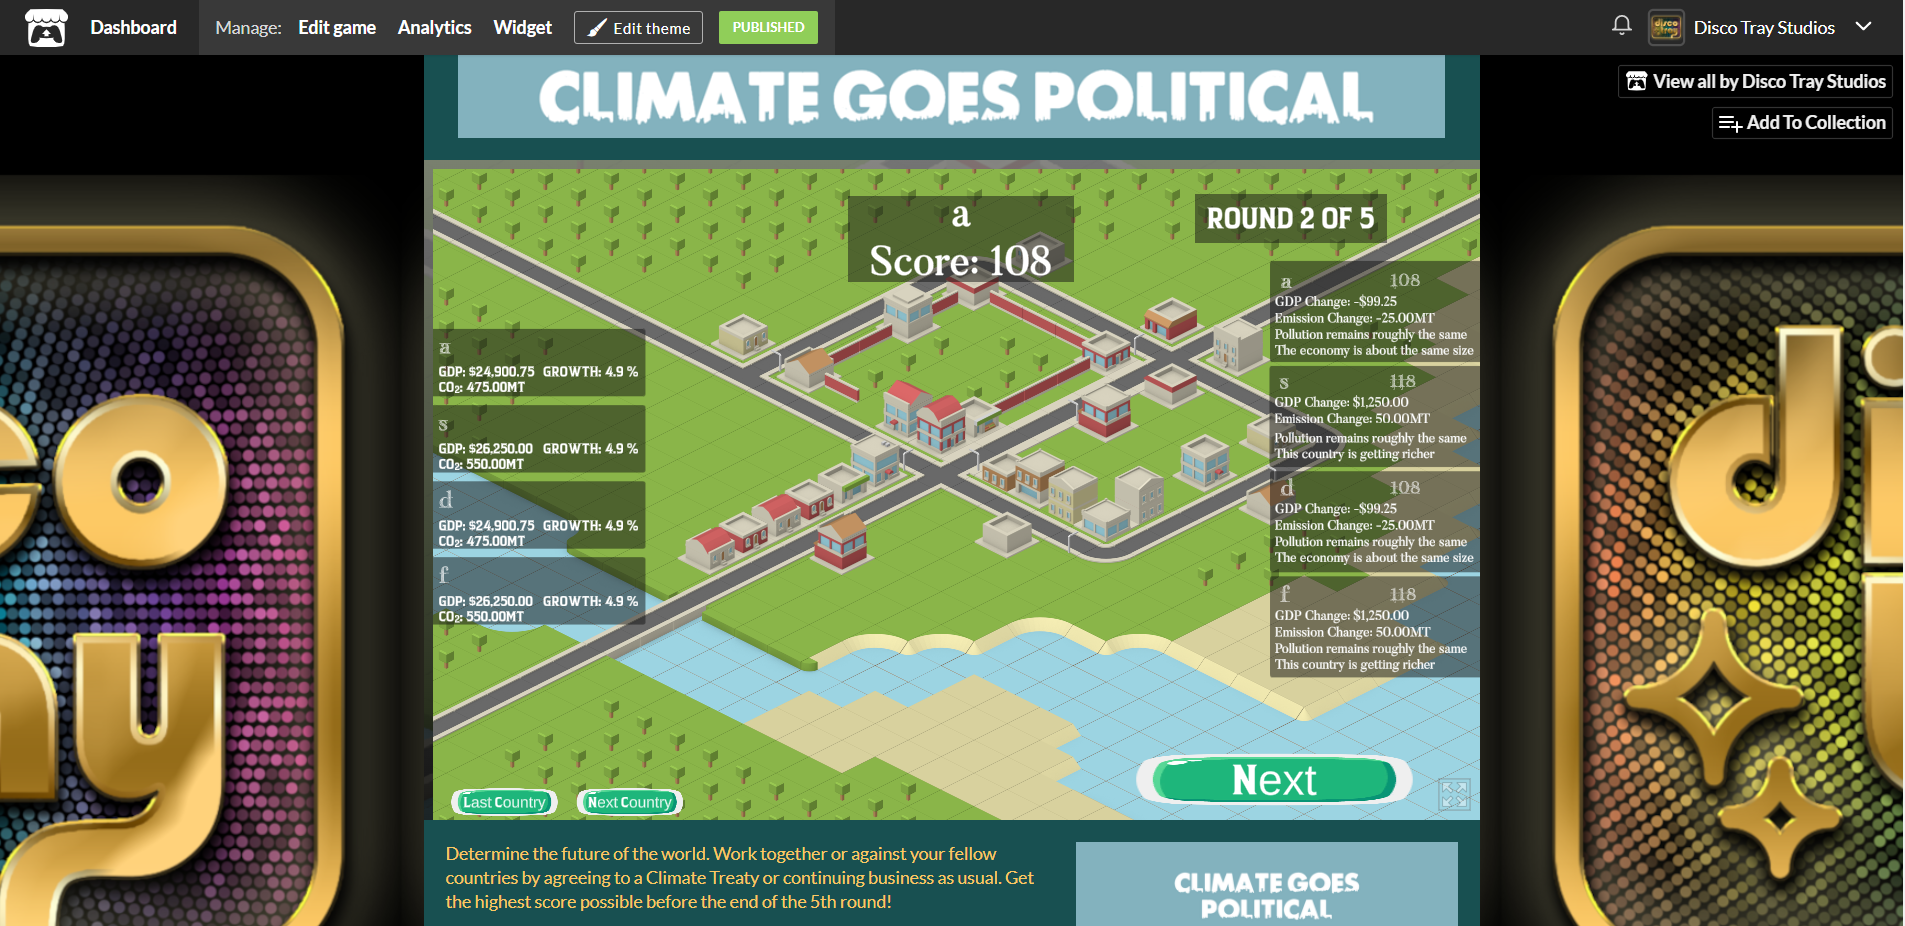 Dashboard
Manage: Edit game Analytics Widget Edit theme PUBLISHED
Disco Tray Studios
View all by Disco Tray Studios
Add To Collection
CLIMATE GOES POLITICAL
a
Score: 108
ROUND 2 OF 5
a
GDP: $24,900.75 GROWTH: 4.9 %
CO₂: 475.00MT
s
GDP: $26,250.00 GROWTH: 4.9 %
CO₂: 550.00MT
d
GDP: $24,900.75 GROWTH: 4.9 %
CO₂: 475.00MT
f
GDP: $26,250.00 GROWTH: 4.9 %
CO₂: 550.00MT
a 108
GDP Change: -$99.25
Emission Change: -25.00MT
Pollution remains roughly the same
The economy is about the same size
s 118
GDP Change: $1,250.00
Emission Change: 50.00MT
Pollution remains roughly the same
This country is getting richer
d 108
GDP Change: -$99.25
Emission Change: -25.00MT
Pollution remains roughly the same
The economy is about the same size
f 118
GDP Change: $1,250.00
Emission Change: 50.00MT
Pollution remains roughly the same
This country is getting richer
Last Country
Next Country
Next
Determine the future of the world. Work together or against your fellow
countries by agreeing to a Climate Treaty or continuing business as usual. Get
the highest score possible before the end of the 5th round!
CLIMATE GOES
POLITICAL